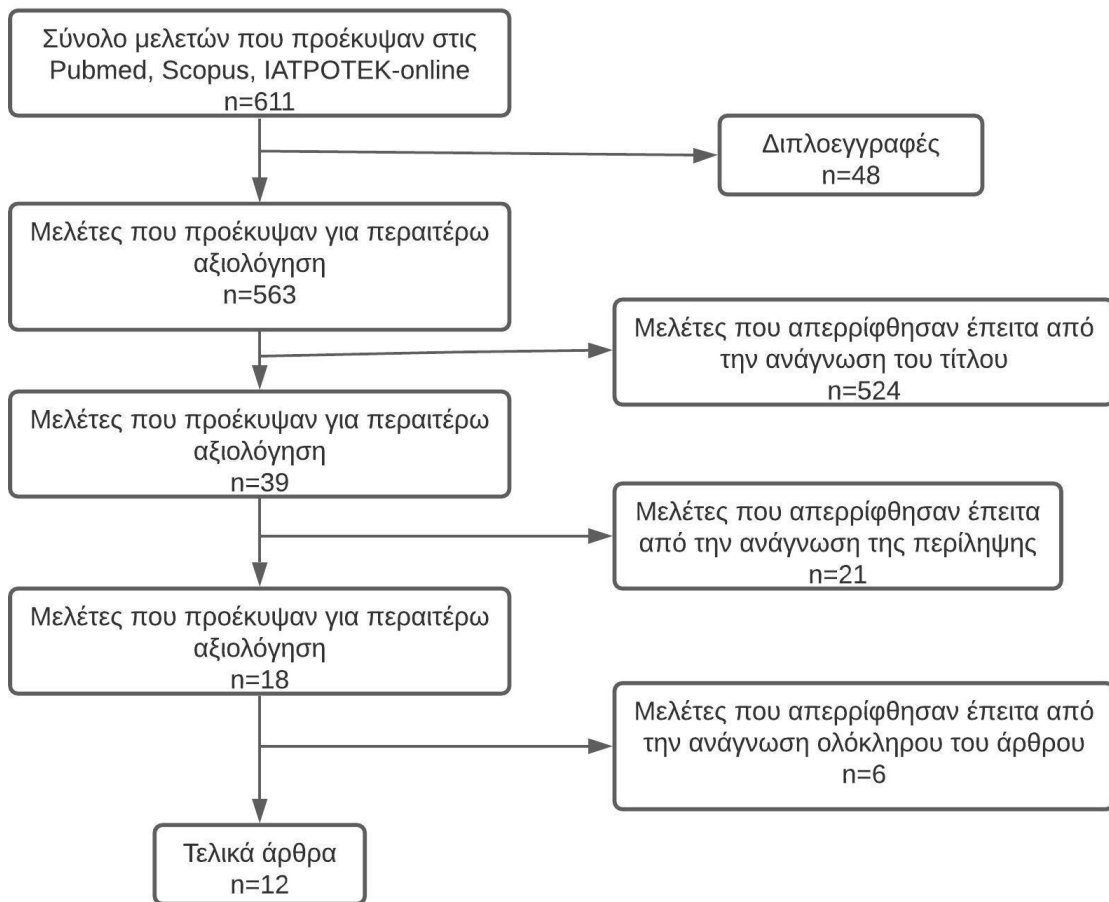 Σύνολο μελετών που προέκυψαν στις
Pubmed, Scopus, ΙΑΤΡΟΤΕΚ-online
n=611
Διπλοεγγραφές
n=48
Μελέτες που προέκυψαν για περαιτέρω
αξιολόγηση
n=563
Μελέτες που απερρίφθησαν έπειτα από
την ανάγνωση του τίτλου
n=524
Μελέτες που προέκυψαν για περαιτέρω
αξιολόγηση
n=39
Μελέτες που απερρίφθησαν έπειτα
από την ανάγνωση της περίληψης
n=21
Μελέτες που προέκυψαν για περαιτέρω
αξιολόγηση
n=18
Μελέτες που απερρίφθησαν έπειτα από
την ανάγνωση ολόκληρου του άρθρου
n=6
Τελικά άρθρα
n=12